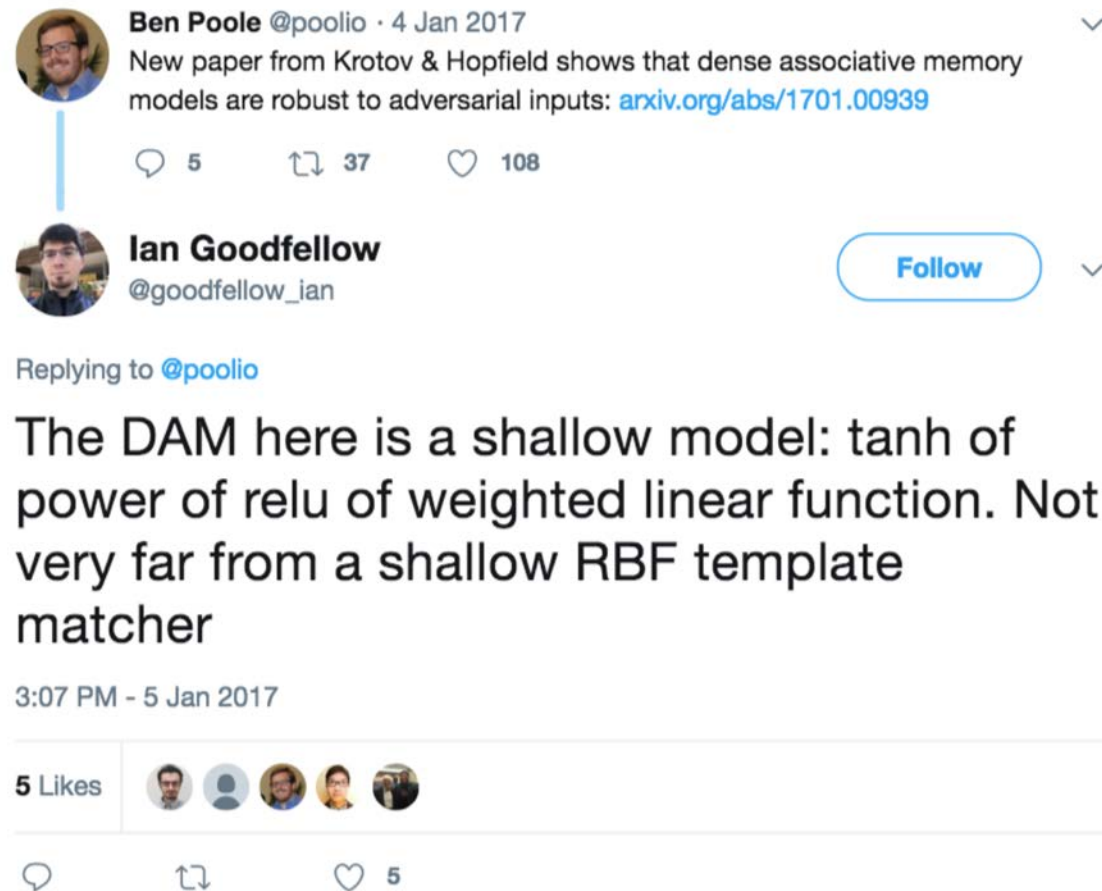 Ben Poole @poolio · 4 Jan 2017
New paper from Krotov & Hopfield shows that dense associative memory
models are robust to adversarial inputs: arxiv.org/abs/1701.00939
5 37 108
Ian Goodfellow
@goodfellow_ian
Follow
Replying to @poolio
The DAM here is a shallow model: tanh of
power of relu of weighted linear function. Not
very far from a shallow RBF template
matcher
3:07 PM - 5 Jan 2017
5 Likes
5